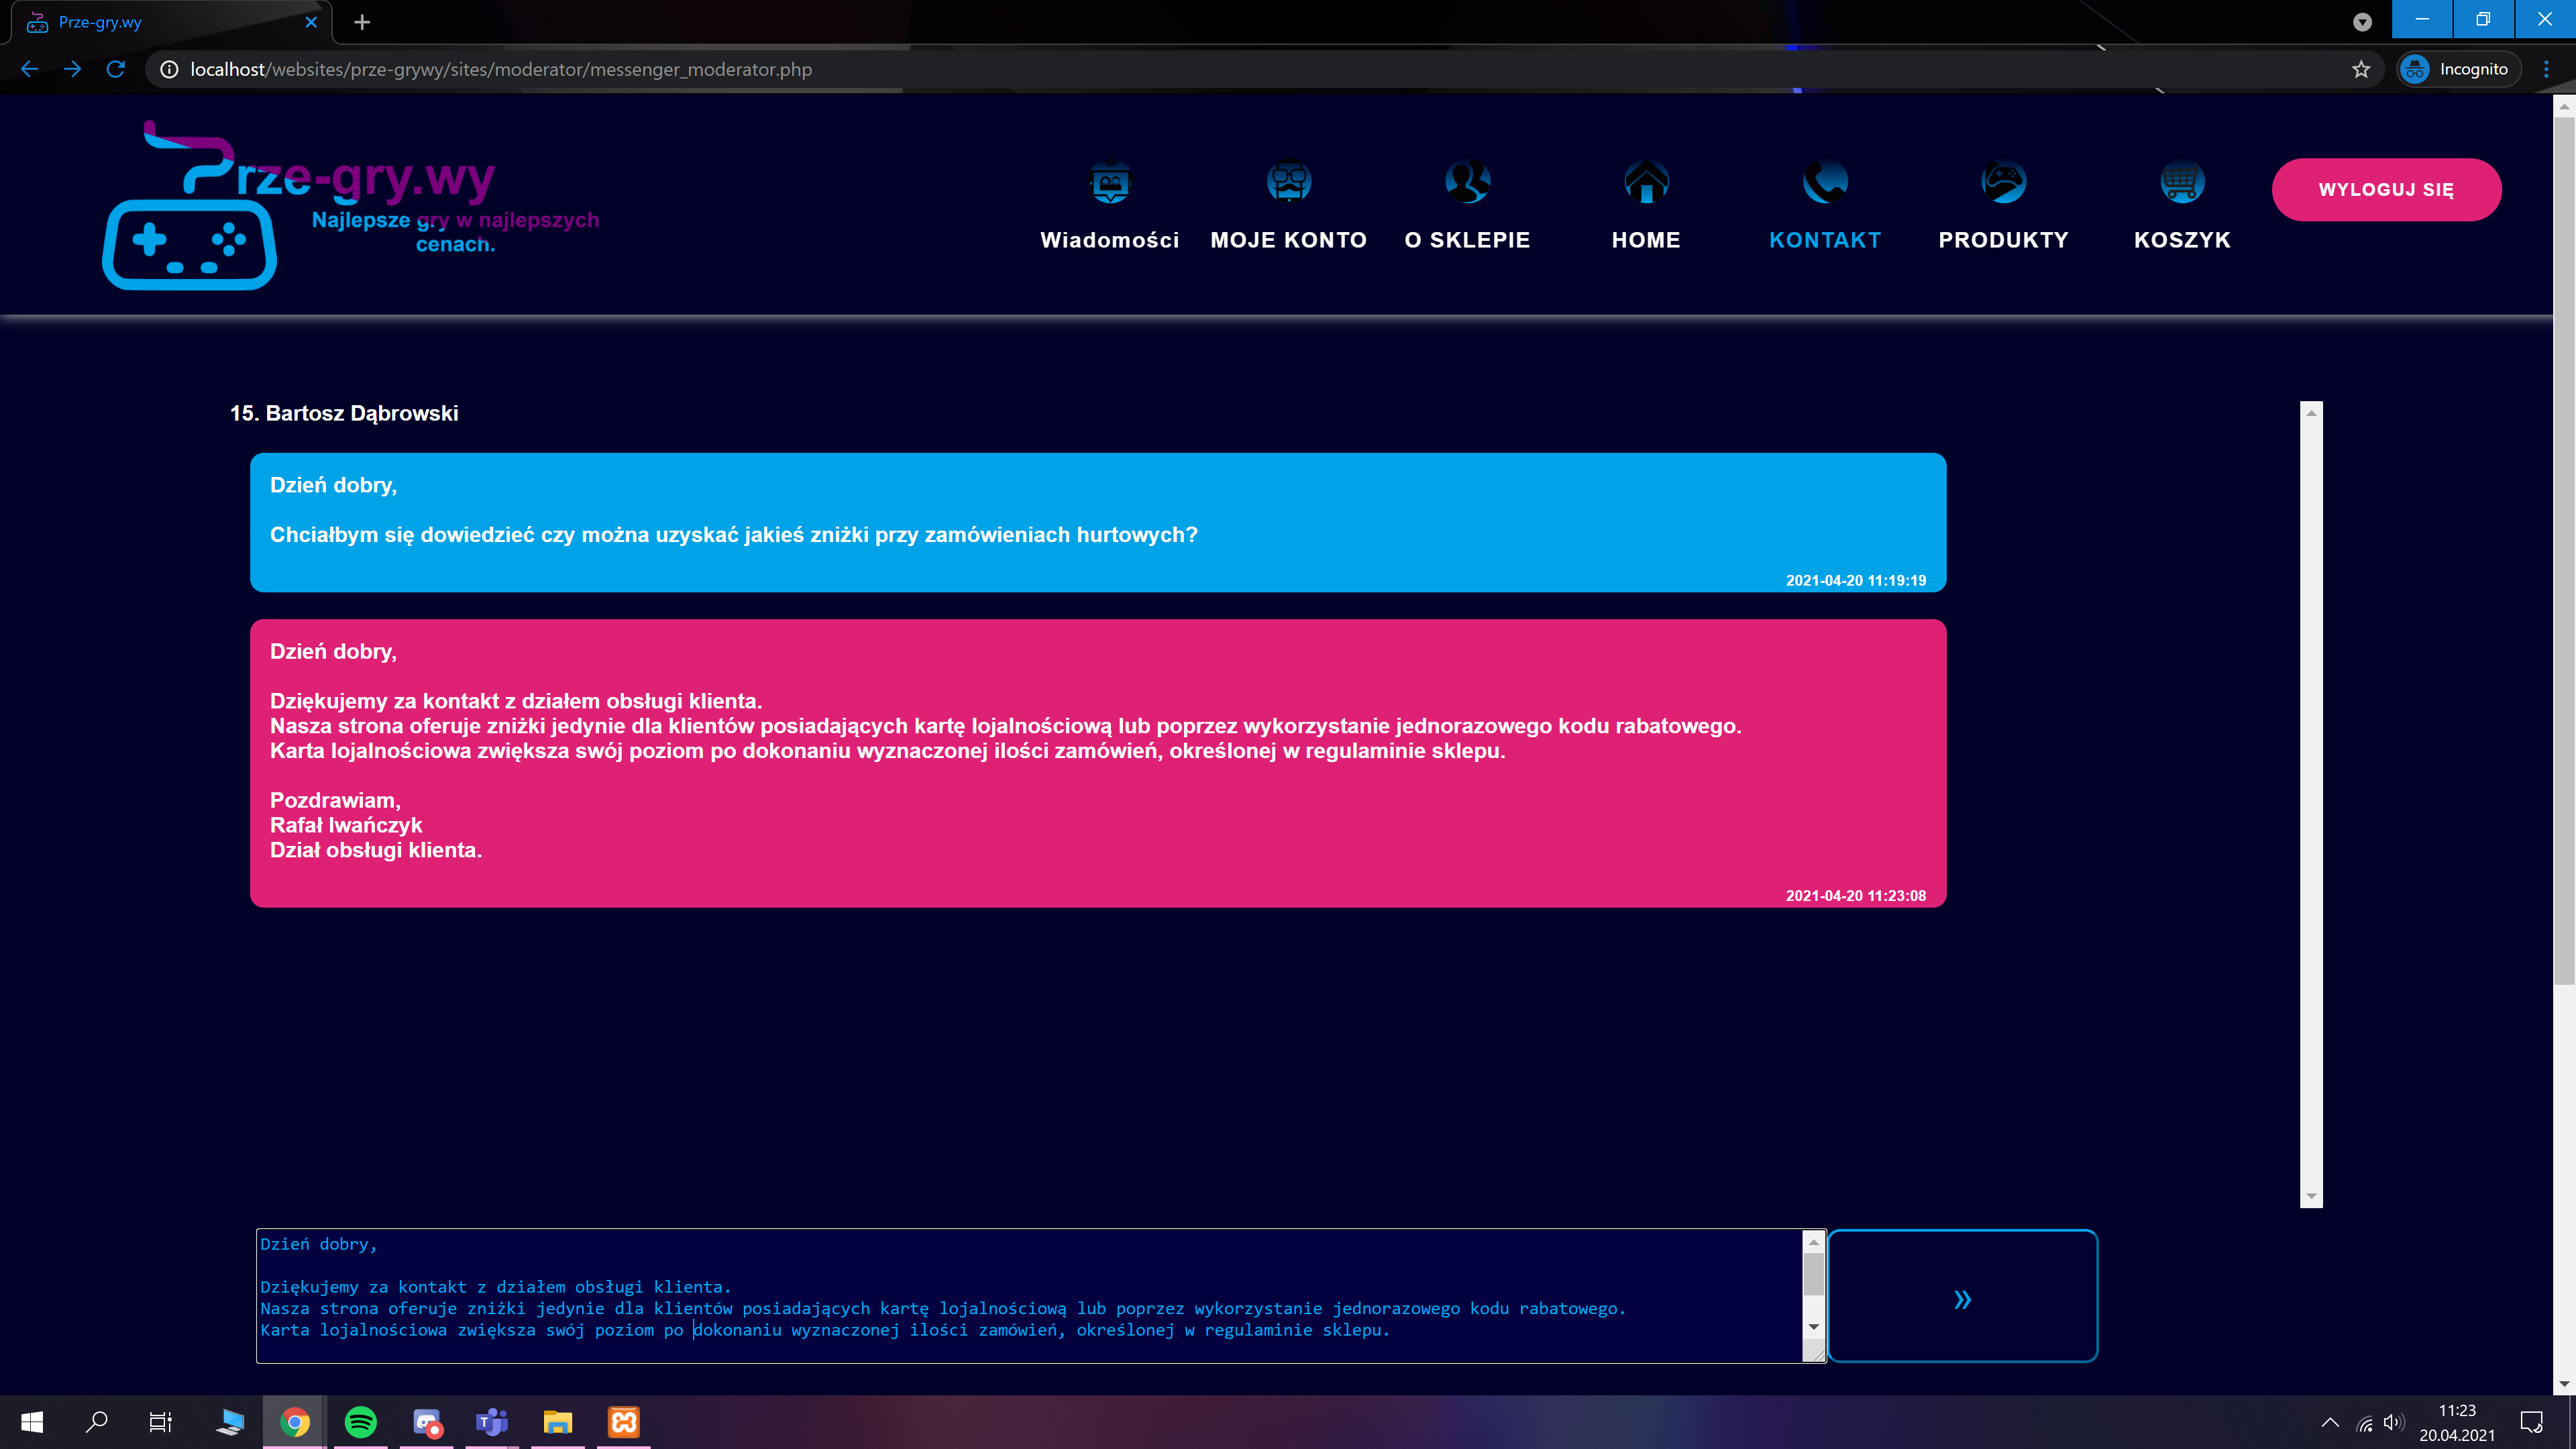 Prze-gry.wy
localhost/websites/prze-grywy/sites/moderator/messenger_moderator.php
Incognito
Prze-gry.wy
Najlepsze gry w najlepszych
cenach.
Wiadomości
MOJE KONTO
O SKLEPIE
HOME
KONTAKT
PRODUKTY
KOSZYK
WYLOGUJ SIĘ
15. Bartosz Dąbrowski
Dzień dobry,
Chciałbym się dowiedzieć czy można uzyskać jakieś zniżki przy zamówieniach hurtowych?
2021-04-20 11:19:19
Dzień dobry,
Dziękujemy za kontakt z działem obsługi klienta.
Nasza strona oferuje zniżki jedynie dla klientów posiadających kartę lojalnościową lub poprzez wykorzystanie jednorazowego kodu rabatowego.
Karta lojalnościowa zwiększa swój poziom po dokonaniu wyznaczonej ilości zamówień, określonej w regulaminie sklepu.
Pozdrawiam,
Rafał Iwańczyk
Dział obsługi klienta.
2021-04-20 11:23:08
Dzień dobry,
Dziękujemy za kontakt z działem obsługi klienta.
Nasza strona oferuje zniżki jedynie dla klientów posiadających kartę lojalnościową lub poprzez wykorzystanie jednorazowego kodu rabatowego.
Karta lojalnościowa zwiększa swój poziom po dokonaniu wyznaczonej ilości zamówień, określonej w regulaminie sklepu.
»
11:23
20.04.2021